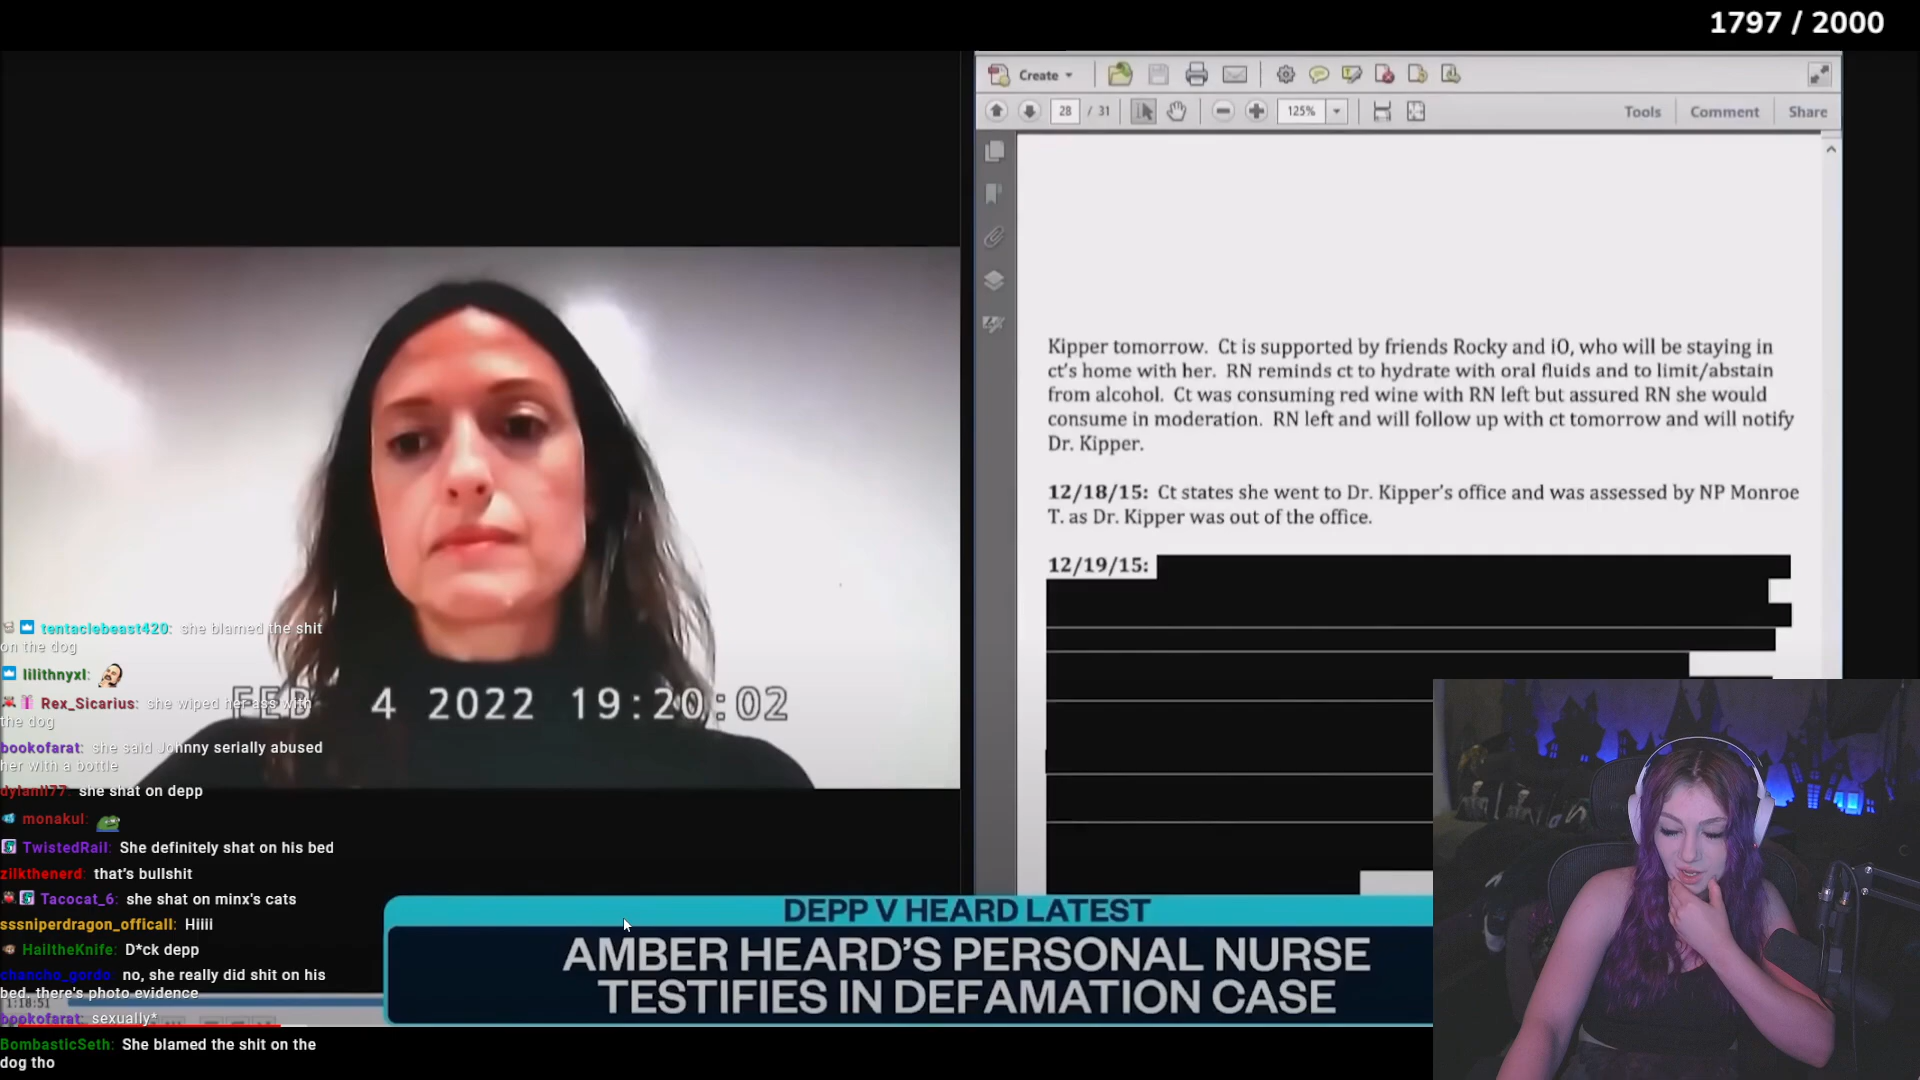 1797 / 2000
Create
28 / 31
125%
Tools
Comment
Share
Kipper tomorrow. Ct is supported by friends Rocky and iO, who will be staying in
ct's home with her. RN reminds ct to hydrate with oral fluids and to limit/abstain
from alcohol. Ct was consuming red wine with RN left but assured RN she would
consume in moderation. RN left and will follow up with ct tomorrow and will notify
Dr. Kipper.
12/18/15: Ct states she went to Dr. Kipper's office and was assessed by NP Monroe
T. as Dr. Kipper was out of the office.
12/19/15:
FEB 4 2022 19:20:02
tentaclebeast420: she blamed the shit
on the dog
lilithnyxl:
Rex_Sicarius: she wiped her ass with
the dog
bookofarat: she said Johnny serially abused
her with a bottle
dylanll77: she shat on depp
monakul:
TwistedRail: She definitely shat on his bed
zilkthenerd: that's bullshit
Tacocat_6: she shat on minx's cats
sssniperdragon_officall: Hiiii
HailtheKnife: D*ck depp
chancho_gordo: no, she really did shit on his
bed. there's photo evidence
1:18:51
bookofarat: sexually*
BombasticSeth: She blamed the shit on the
dog tho
DEPP V HEARD LATEST
AMBER HEARD'S PERSONAL NURSE
TESTIFIES IN DEFAMATION CASE